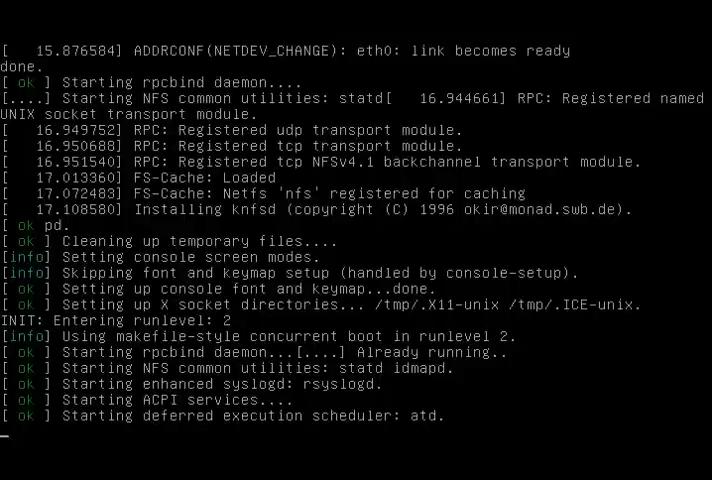 [   15.876584] ADDRCONF(NETDEV_CHANGE): eth0: link becomes ready
done.
[ ok ] Starting rpcbind daemon....
[....] Starting NFS common utilities: statd[   16.944661] RPC: Registered named
UNIX socket transport module.
[   16.949752] RPC: Registered udp transport module.
[   16.950688] RPC: Registered tcp transport module.
[   16.951540] RPC: Registered tcp NFSv4.1 backchannel transport module.
[   17.013360] FS-Cache: Loaded
[   17.072483] FS-Cache: Netfs 'nfs' registered for caching
[   17.108580] Installing knfsd (copyright (C) 1996 okir@monad.swb.de).
[ ok pd.
[ ok ] Cleaning up temporary files....
[info] Setting console screen modes.
[info] Skipping font and keymap setup (handled by console-setup).
[ ok ] Setting up console font and keymap...done.
[ ok ] Setting up X socket directories... /tmp/.X11-unix /tmp/.ICE-unix.
INIT: Entering runlevel: 2
[info] Using makefile-style concurrent boot in runlevel 2.
[ ok ] Starting rpcbind daemon...[....] Already running..
[ ok ] Starting NFS common utilities: statd idmapd.
[ ok ] Starting enhanced syslogd: rsyslogd.
[ ok ] Starting ACPI services....
[ ok ] Starting deferred execution scheduler: atd.